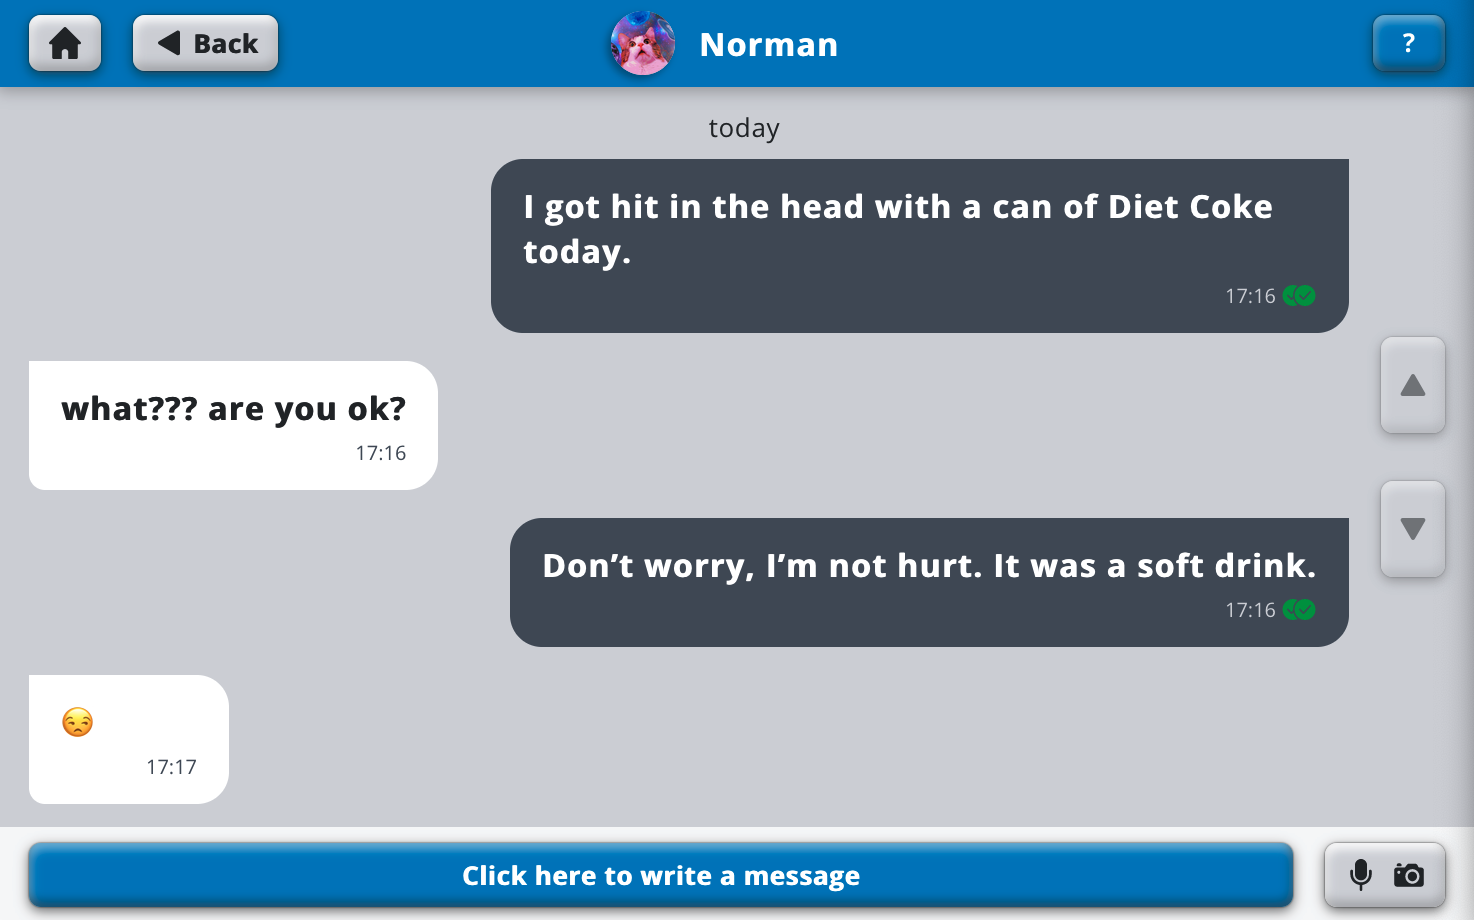 Back
Norman
?
today
I got hit in the head with a can of Diet Coke
today.
17:16
what??? are you ok?
17:16
Don’t worry, I’m not hurt. It was a soft drink.
17:16
😒
17:17
Click here to write a message